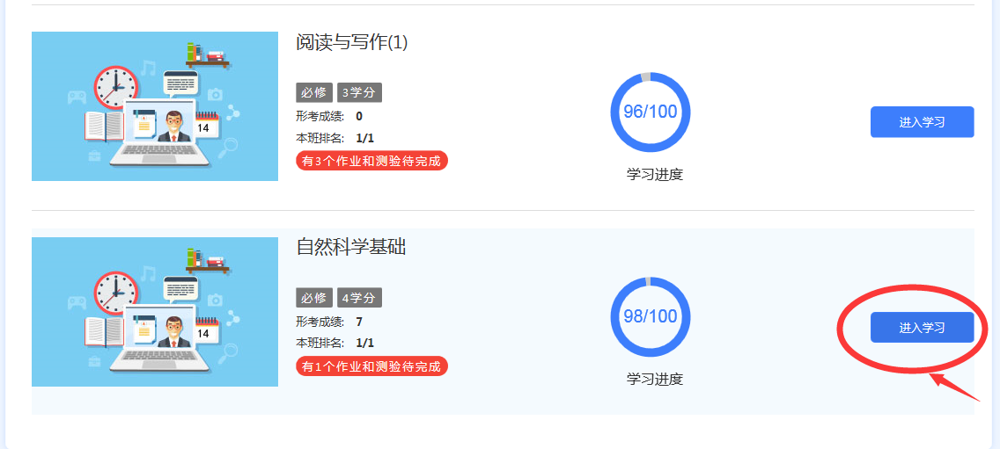 阅读与写作(1)
必修 3学分
形考成绩: 0
本班排名: 1/1
有3个作业和测验待完成
96/100
学习进度
进入学习
14
自然科学基础
必修 4学分
形考成绩: 7
本班排名: 1/1
有1个作业和测验待完成
98/100
学习进度
进入学习
14